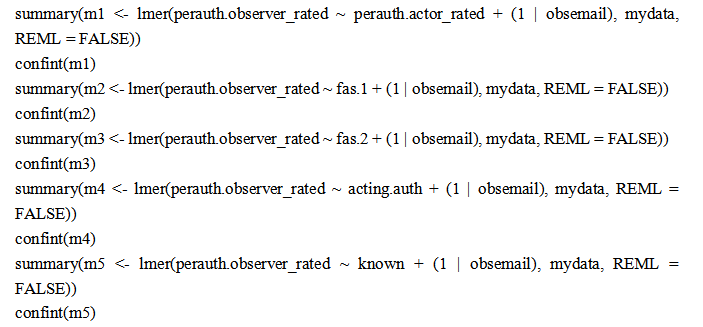 summary(m1 <- lmer(perauth.observer_rated ~ perauth.actor_rated + (1 | obsemail), mydata,
REML = FALSE))
confint(m1)
summary(m2 <- lmer(perauth.observer_rated ~ fas.1 + (1 | obsemail), mydata, REML = FALSE))
confint(m2)
summary(m3 <- lmer(perauth.observer_rated ~ fas.2 + (1 | obsemail), mydata, REML = FALSE))
confint(m3)
summary(m4 <- lmer(perauth.observer_rated ~ acting.auth + (1 | obsemail), mydata, REML =
FALSE))
confint(m4)
summary(m5 <- lmer(perauth.observer_rated ~ known + (1 | obsemail), mydata, REML =
FALSE))
confint(m5)